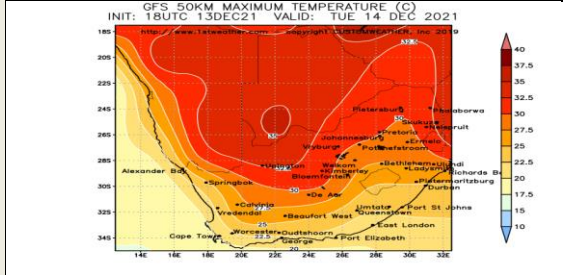 GFS 50KM MAXIMUM TEMPERATURE (C)
INIT: 18UTC 13DEC21 VALID: TUE 14 DEC 2021
http://www.1stweather.com copyright CUSTOMWEATHER, Inc 2019
32.5
18S
20S
22S
24S
26S
28S
30S
32S
34S
Pietersburg
30
Phalaborwa
Skukuza
Nelspruit
Pretoria
Johannesburg
Ermelo
Vryburg
Potchefstroom
35
Welkom
Bethlehem
Ulundi
Ladysmith
Upington
Kimberley
Bloemfontein
Richards Ba
Alexander Bay
Pietermaritzburg
Durban
Springbok
30
De Aar
Calvinia
Vredendal
Beaufort West
Umtata
Port St Johns
Queenstown
East London
25
Worcester
Oudtshoorn
Cape Town
22.5
George
Port Elizabeth
20
14E 16E 18E 20E 22E 24E 26E 28E 30E 32E
40
37.5
35
32.5
30
27.5
25
22.5
20
17.5
15
10